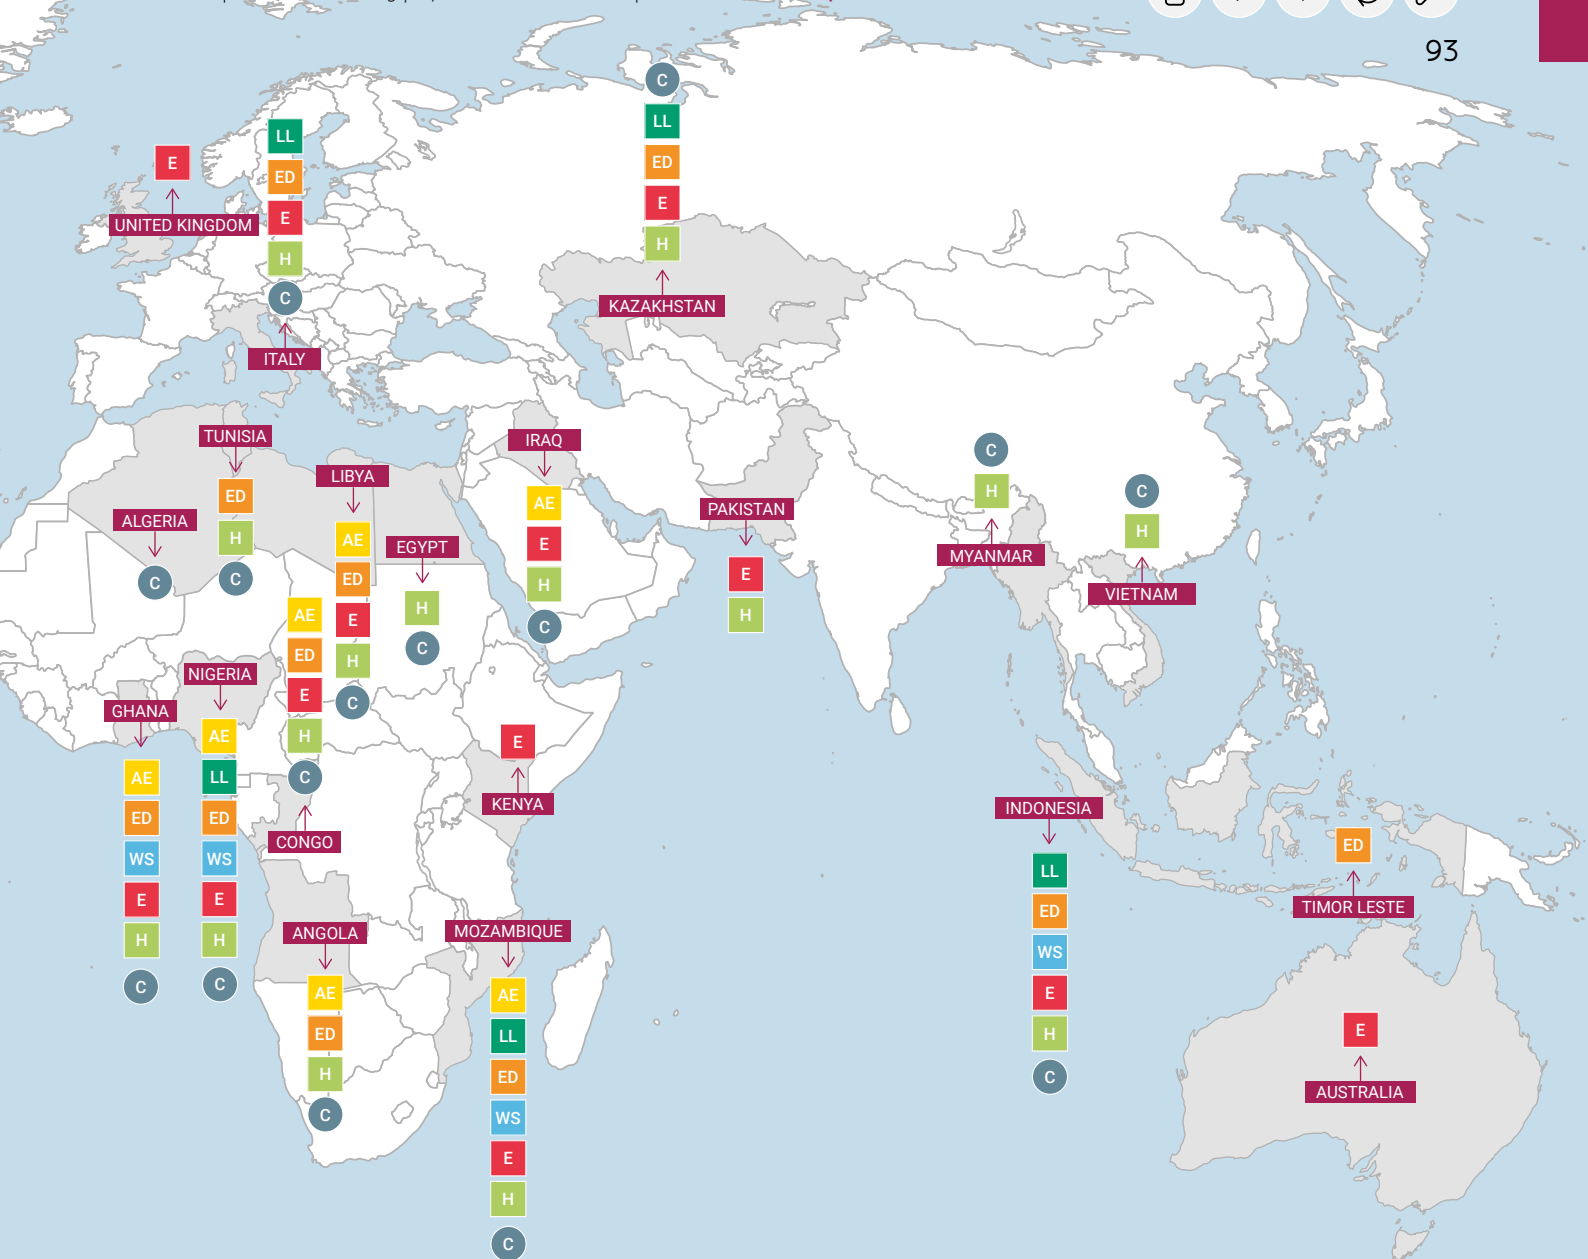 93
C
LL
ED
E
H
KAZAKHSTAN
E
UNITED KINGDOM
LL
ED
E
H
C
ITALY
TUNISIA
ED
H
C
ALGERIA
C
LIBYA
AE
ED
E
H
C
EGYPT
H
C
IRAQ
AE
E
H
C
PAKISTAN
E
H
C
H
MYANMAR
C
H
VIETNAM
NIGERIA
AE
LL
ED
WS
E
H
C
GHANA
AE
ED
WS
E
H
C
AE
ED
E
H
C
CONGO
E
KENYA
ANGOLA
AE
ED
H
C
MOZAMBIQUE
AE
LL
ED
WS
E
H
C
INDONESIA
LL
ED
WS
E
H
C
ED
TIMOR LESTE
E
AUSTRALIA